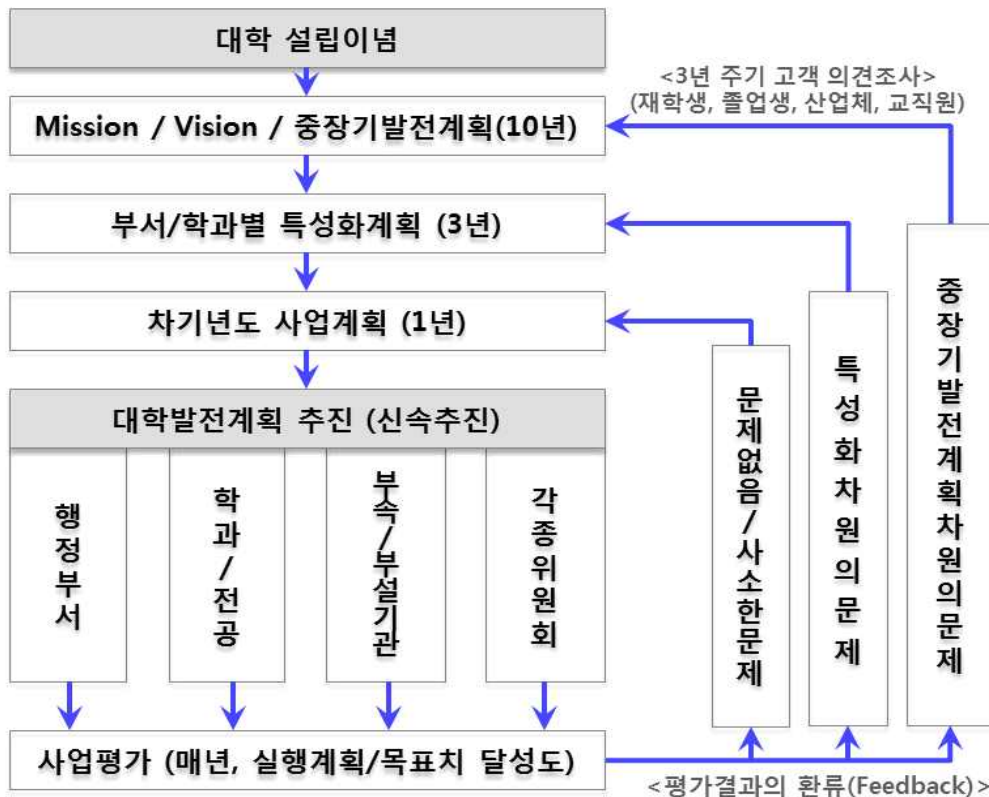 대학 설립이념
<3년 주기 고객 의견조사>
(재학생, 졸업생, 산업체, 교직원)
Mission / Vision / 중장기발전계획(10년)
부서/학과별 특성화계획 (3년)
차기년도 사업계획 (1년)
대학발전계획 추진 (신속추진)
행정부서
학과/전공
부속/부설기관
각종위원회
문제없음/사소한문제
특성화차원의문제
중장기발전계획차원의문제
사업평가 (매년, 실행계획/목표치 달성도)
<평가결과의 환류(Feedback)>